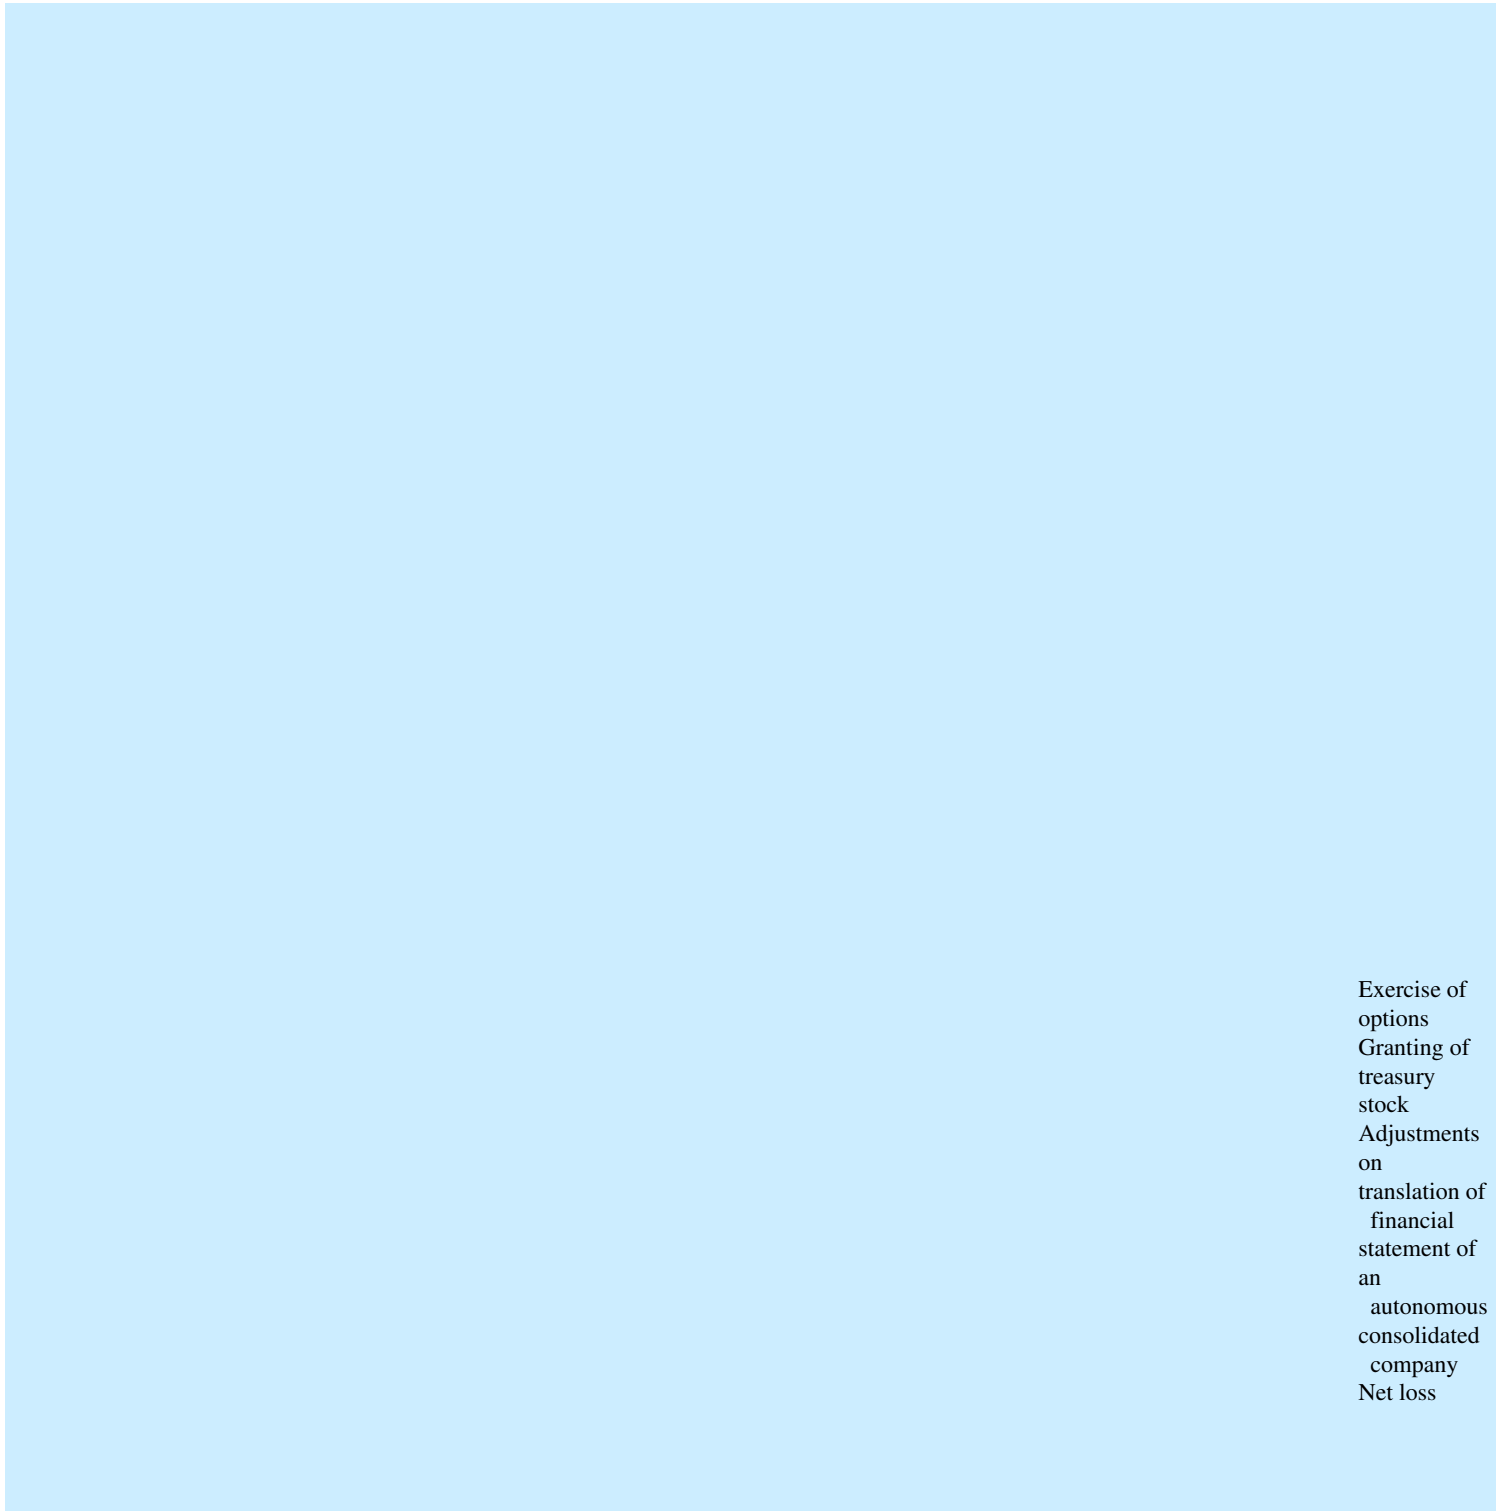 Exercise of
options
Granting of
treasury
stock
Adjustments
on
translation of
financial
statement of
an
autonomous
consolidated
company
Net loss